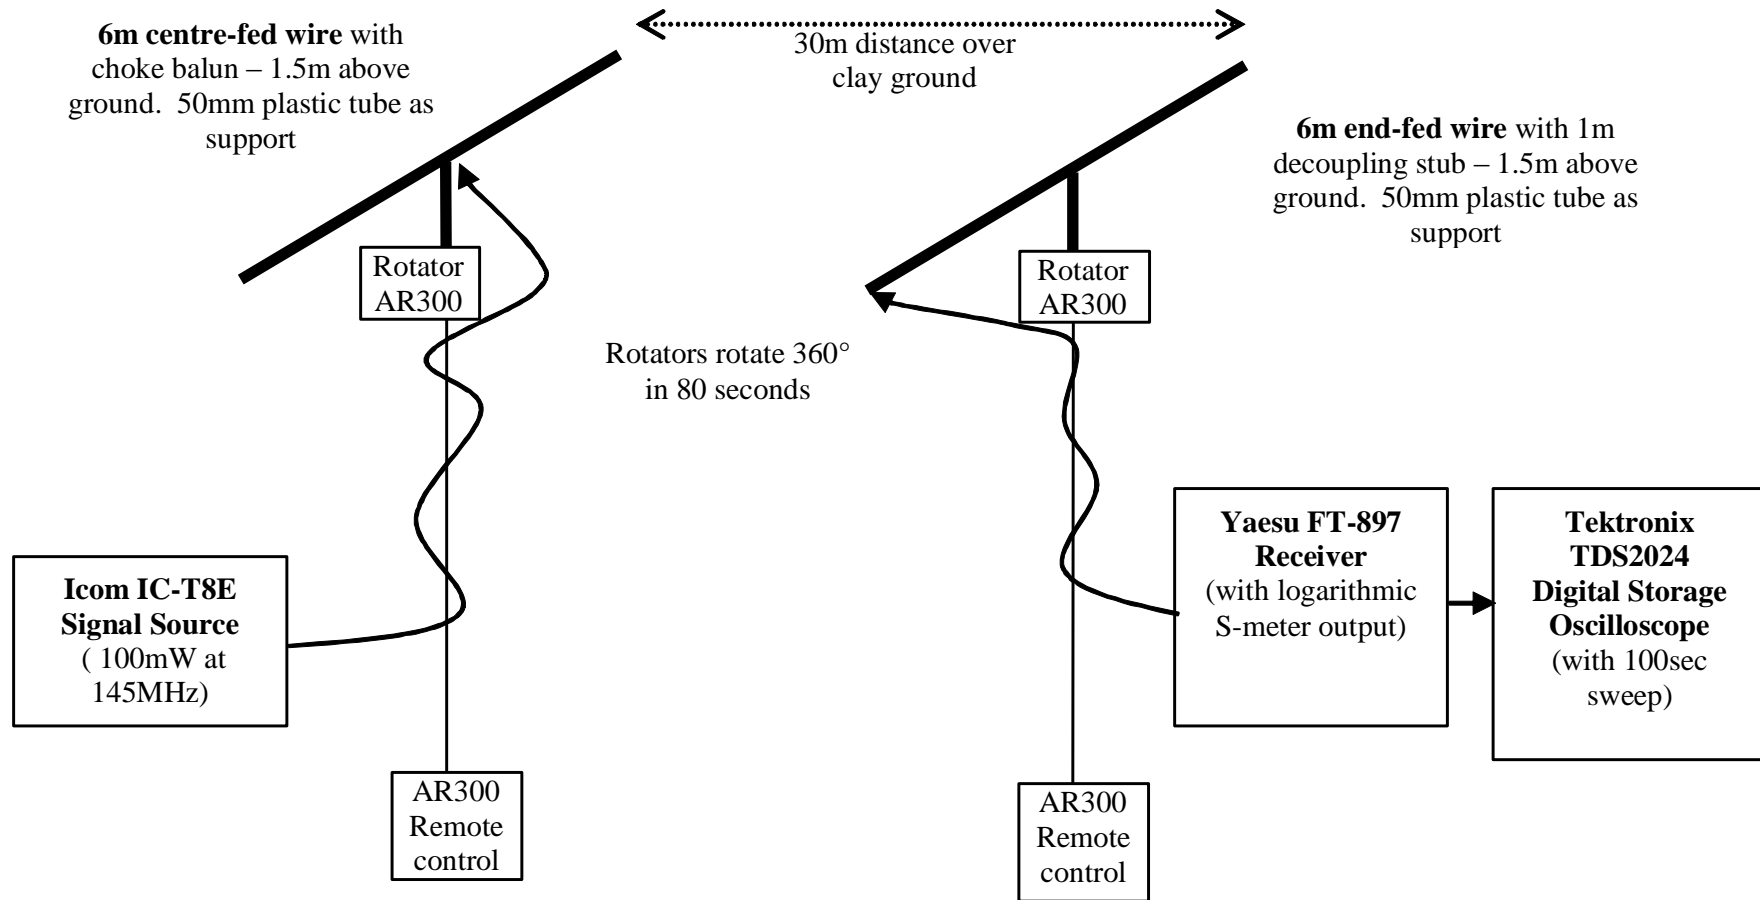 6m centre-fed wire with
choke balun – 1.5m above
ground. 50mm plastic tube as
support
30m distance over
clay ground
6m end-fed wire with 1m
decoupling stub – 1.5m above
ground. 50mm plastic tube as
support
Rotator
AR300
Rotator
AR300
Rotators rotate 360°
in 80 seconds
Icom IC-T8E
Signal Source
( 100mW at
145MHz)
Yaesu FT-897
Receiver
(with logarithmic
S-meter output)
Tektronix
TDS2024
Digital Storage
Oscilloscope
(with 100sec
sweep)
AR300
Remote
control
AR300
Remote
control